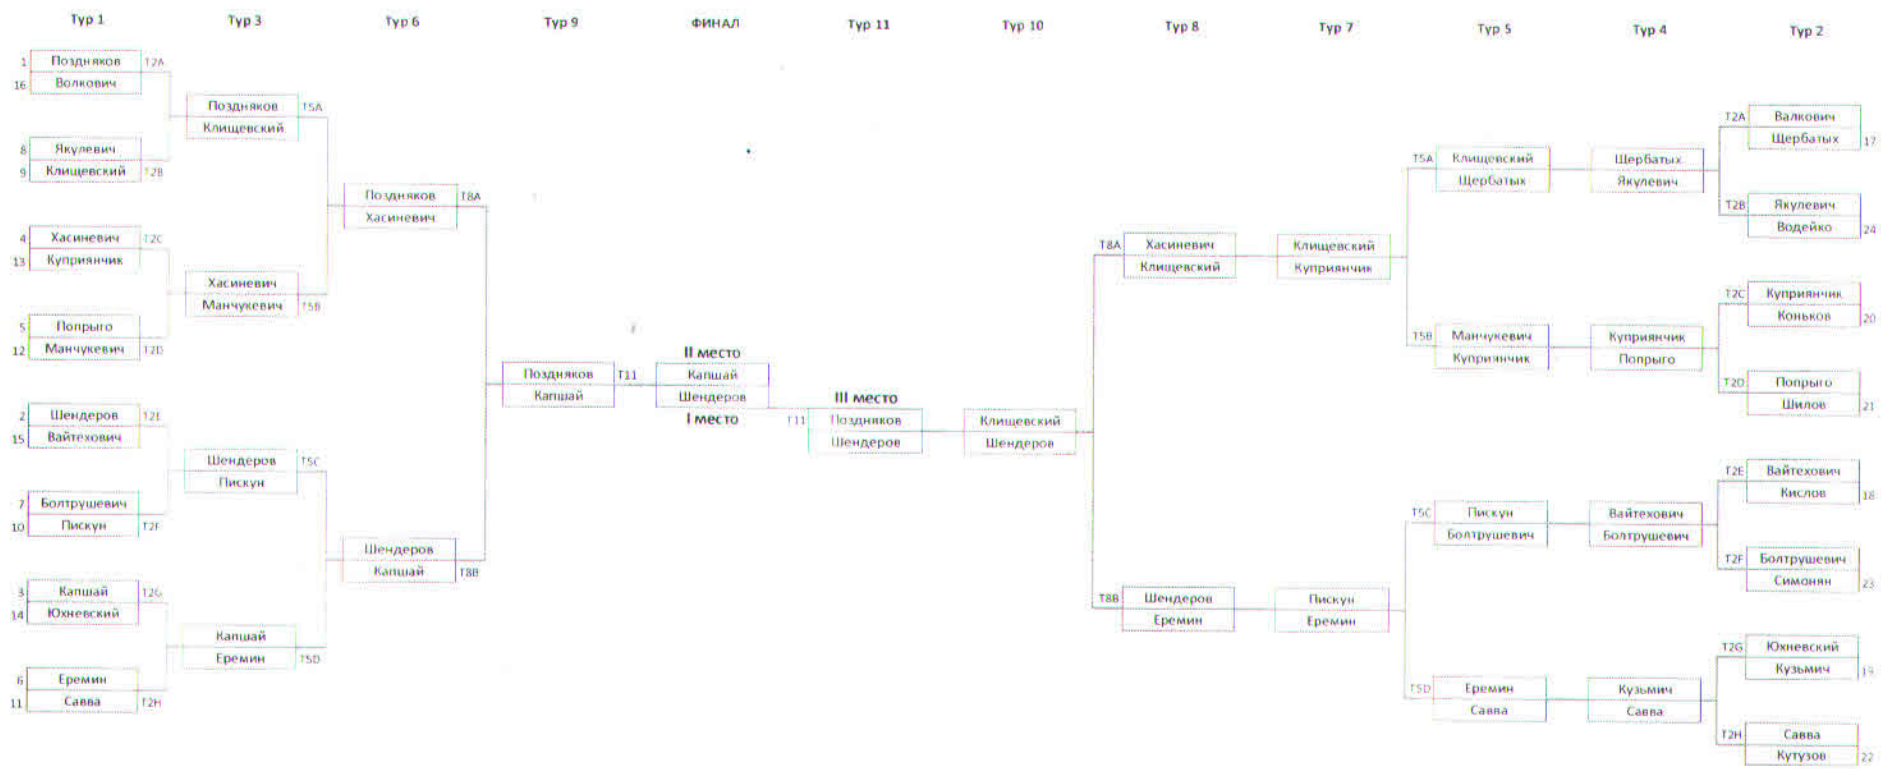 Тур 1 Тур 3 Тур 6 Тур 9 ФИНАЛ Тур 11 Тур 10 Тур 8 Тур 7 Тур 5 Тур 4 Тур 2
1 Поздняков T2A
16 Волкович
8 Якулевич
9 Клищевский T2B
4 Хасиневич T2C
13 Куприянчик
5 Попрыго
12 Манчукевич T2D
2 Шендеров T2E
15 Вайтехович
7 Болтрушевич
10 Пискун T2F
3 Капшай T2G
14 Юхневский
6 Еремин
11 Савва T2H
Поздняков T5A
Клищевский
Хасиневич
Манчукевич T5B
Шендеров T5C
Пискун
Капшай
Еремин T5D
Поздняков T8A
Хасиневич
Шендеров
Капшай T8B
Поздняков T11
Капшай
II место
Капшай
Шендеров
I место
III место
T11 Поздняков
Шендеров
Клищевский
Шендеров
T8A Хасиневич
Клищевский
T8B Шендеров
Еремин
Клищевский
Куприянчик
Пискун
Еремин
T5A Клищевский
Щербатых
T5B Манчукевич
Куприянчик
T5C Пискун
Болтрушевич
T5D Еремин
Савва
Щербатых
Якулевич
Куприянчик
Попрыго
Вайтехович
Болтрушевич
Кузьмич
Савва
T2A Валкович
Щербатых 17
T2B Якулевич
Водейко 24
T2C Куприянчик
Коньков 20
T2D Попрыго
Шилов 21
T2E Вайтехович
Кислов 18
T2F Болтрушевич
Симонян 23
T2G Юхневский
Кузьмич 19
T2H Савва
Кутузов 22